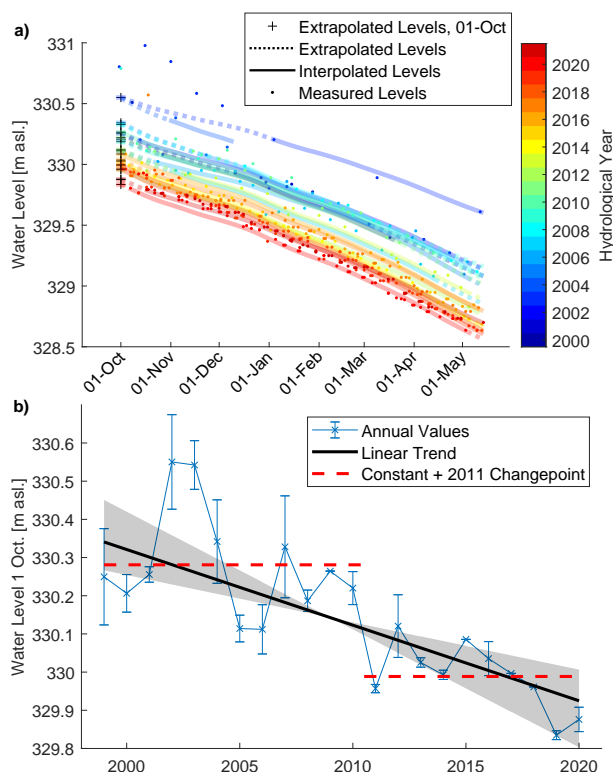 a)
Extrapolated Levels, 01-Oct
Extrapolated Levels
Interpolated Levels
Measured Levels
Water Level [m asl.]
331
330.5
330
329.5
329
328.5
01-Oct
01-Nov
01-Dec
01-Jan
01-Feb
01-Mar
01-Apr
01-May
2020
2018
2016
2014
2012
2010
2008
2006
2004
2002
2000
Hydrological Year
b)
Annual Values
Linear Trend
Constant + 2011 Changepoint
Water Level 1 Oct. [m asl.]
330.6
330.5
330.4
330.3
330.2
330.1
330
329.9
329.8
2000
2005
2010
2015
2020